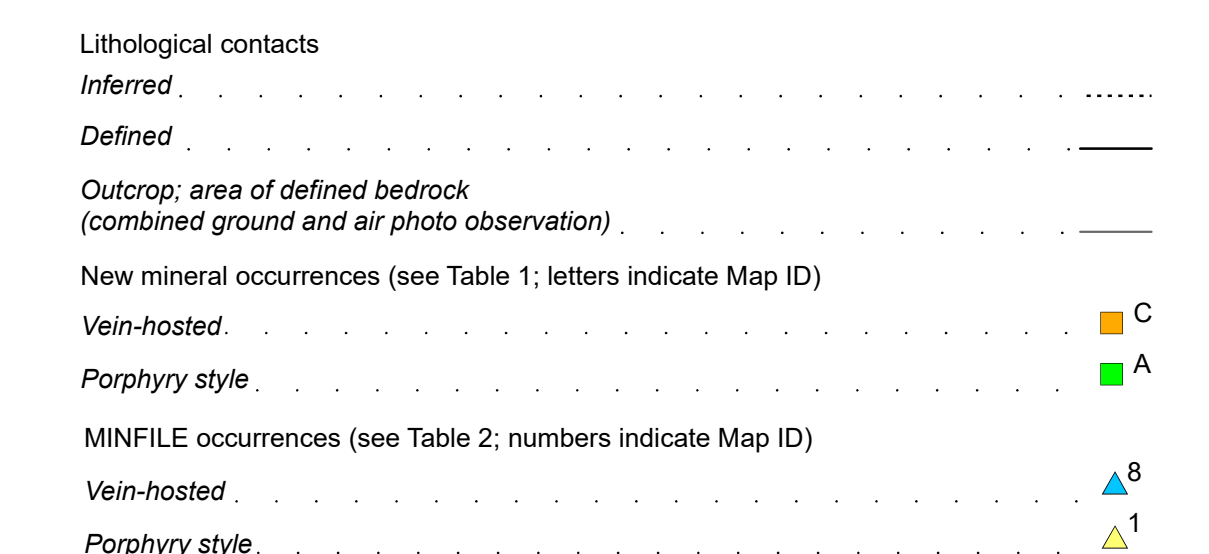 Lithological contacts
Inferred
Defined
Outcrop; area of defined bedrock
(combined ground and air photo observation)
New mineral occurrences (see Table 1; letters indicate Map ID)
Vein-hosted C
Porphyry style A
MINFILE occurrences (see Table 2; numbers indicate Map ID)
Vein-hosted 8
Porphyry style 1